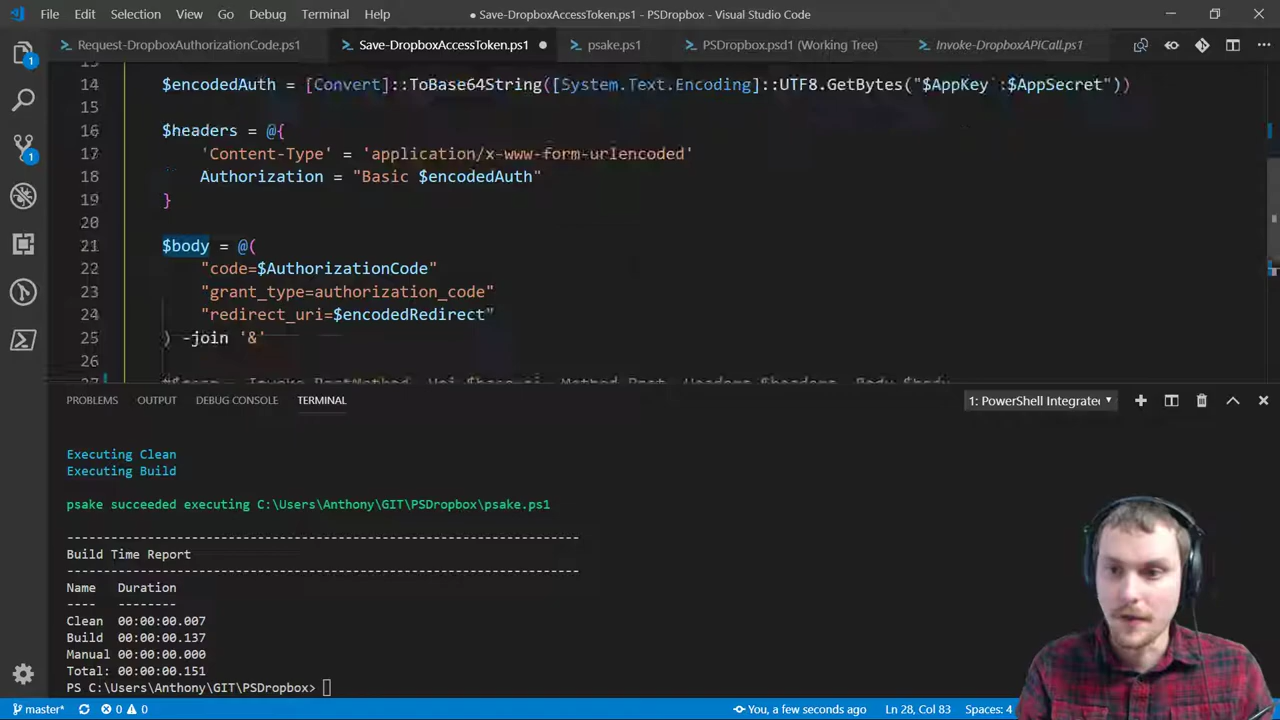 File Edit Selection View Go Debug Terminal Help
● Save-DropboxAccessToken.ps1 - PSDropbox - Visual Studio Code
Request-DropboxAuthorizationCode.ps1
Save-DropboxAccessToken.ps1 ●
psake.ps1
PSDropbox.psd1 (Working Tree)
Invoke-DropboxAPICall.ps1
14 $encodedAuth = [Convert]::ToBase64String([System.Text.Encoding]::UTF8.GetBytes("$AppKey`:$AppSecret"))
15
16 $headers = @{
17 'Content-Type' = 'application/x-www-form-urlencoded'
18 Authorization = "Basic $encodedAuth"
19 }
20
21 $body = @(
22 "code=$AuthorizationCode"
23 "grant_type=authorization_code"
24 "redirect_uri=$encodedRedirect"
25 ) -join '&'
26
PROBLEMS OUTPUT DEBUG CONSOLE TERMINAL
1: PowerShell Integrated
Executing Clean
Executing Build
psake succeeded executing C:\Users\Anthony\GIT\PSDropbox\psake.ps1
----------------------------------------------------------------------
Build Time Report
----------------------------------------------------------------------
Name Duration
---- --------
Clean 00:00:00.007
Build 00:00:00.137
Manual 00:00:00.000
Total: 00:00:00.151
PS C:\Users\Anthony\GIT\PSDropbox>
master* 0 0
You, a few seconds ago
Ln 28, Col 83
Spaces: 4